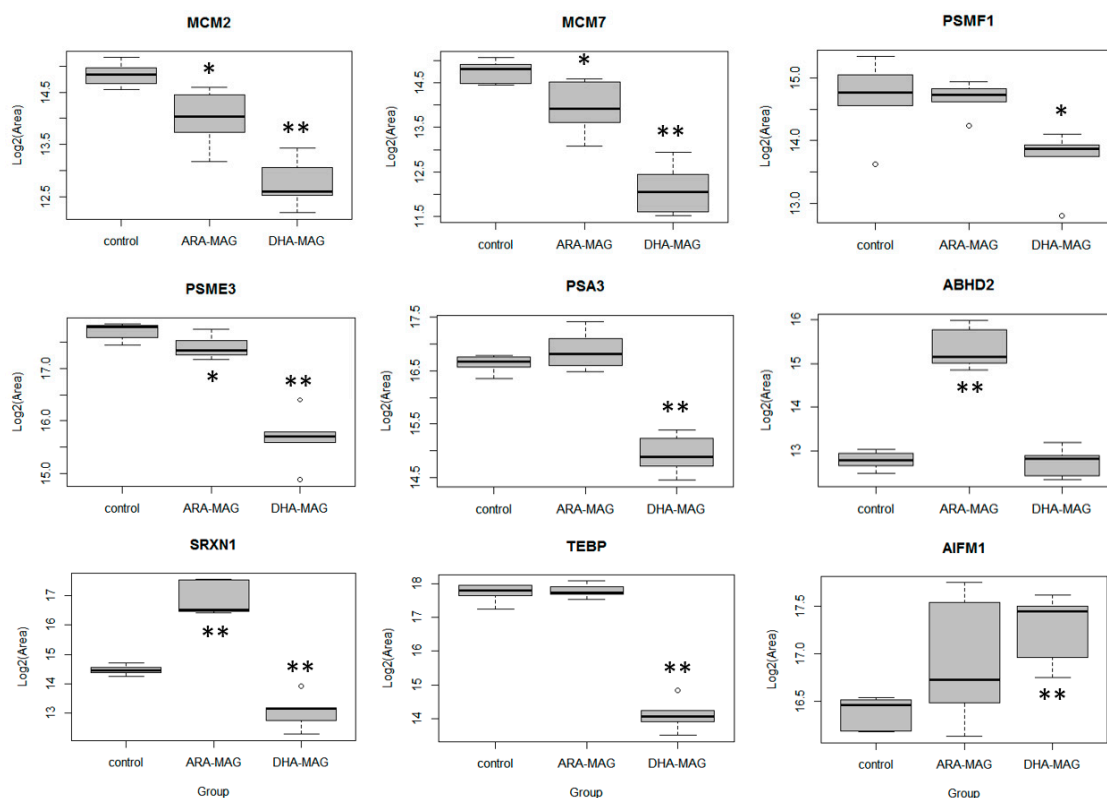 MCM2
MCM7
PSMF1
Log2(Area)
14.5
13.5
12.5
*
**
control ARA-MAG DHA-MAG
Log2(Area)
14.5
13.5
12.5
11.5
*
**
control ARA-MAG DHA-MAG
Log2(Area)
15.0
14.0
13.0
*
control ARA-MAG DHA-MAG
PSME3
PSA3
ABHD2
Log2(Area)
17.0
16.0
15.0
*
**
control ARA-MAG DHA-MAG
Log2(Area)
17.5
16.5
15.5
14.5
**
control ARA-MAG DHA-MAG
Log2(Area)
16
15
14
13
**
control ARA-MAG DHA-MAG
SRXN1
TEBP
AIFM1
Log2(Area)
17
16
15
14
13
**
**
control ARA-MAG DHA-MAG
Group
Log2(Area)
18
17
16
15
14
**
control ARA-MAG DHA-MAG
Group
Log2(Area)
17.5
17.0
16.5
**
control ARA-MAG DHA-MAG
Group